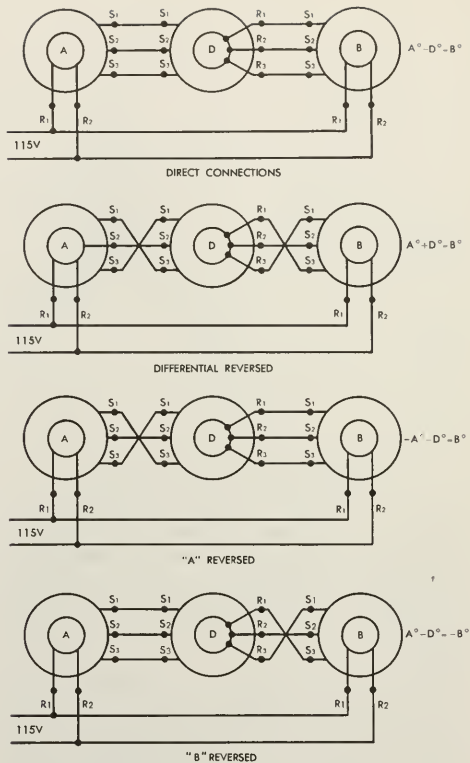 S1 S1 R1 S1
A S2 S2 D R2 S2 B A°-D°=B°
S3 S3 R3 S3
R1 R2 R1 R2
115V
DIRECT CONNECTIONS
S1 S1 R1 S1
A S2 S2 D R2 S2 B A°+D°=B°
S3 S3 R3 S3
R1 R2 R1 R2
115V
DIFFERENTIAL REVERSED
S1 S1 R1 S1
A S2 S2 D R2 S2 B -A°-D°=B°
S3 S3 R3 S3
R1 R2 R1 R2
115V
"A" REVERSED
S1 S1 R1 S1
A S2 S2 D R2 S2 B A°-D°=-B°
S3 S3 R3 S3
R1 R2 R1 R2
115V
"B" REVERSED